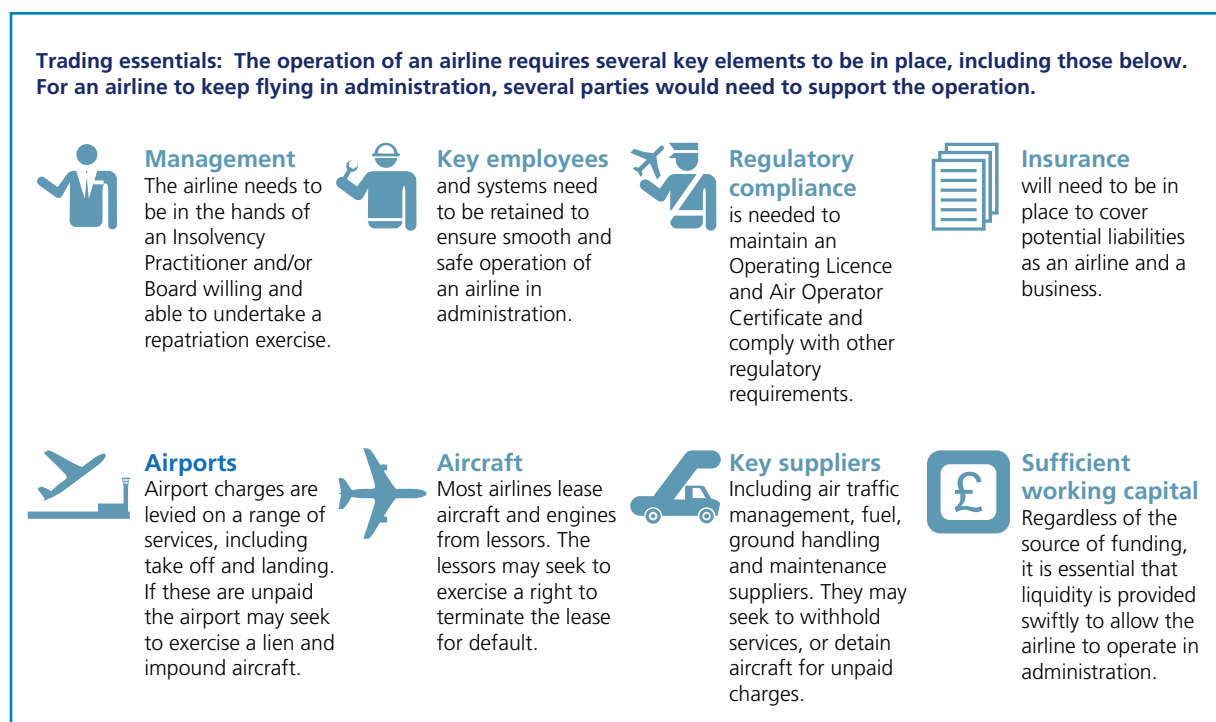 Trading essentials:  The operation of an airline requires several key elements to be in place, including those below.
For an airline to keep flying in administration, several parties would need to support the operation.
Management
The airline needs to
be in the hands of
an Insolvency
Practitioner and/or
Board willing and
able to undertake a
repatriation exercise.
Key employees
and systems need
to be retained to
ensure smooth and
safe operation of
an airline in
administration.
Regulatory
compliance
is needed to
maintain an
Operating Licence
and Air Operator
Certificate and
comply with other
regulatory
requirements.
Insurance
will need to be in
place to cover
potential liabilities
as an airline and a
business.
Airports
Airport charges are
levied on a range of
services, including
take off and landing.
If these are unpaid
the airport may seek
to exercise a lien and
impound aircraft.
Aircraft
Most airlines lease
aircraft and engines
from lessors. The
lessors may seek to
exercise a right to
terminate the lease
for default.
Key suppliers
Including air traffic
management, fuel,
ground handling
and maintenance
suppliers. They may
seek to withhold
services, or detain
aircraft for unpaid
charges.
£
Sufficient
working capital
Regardless of the
source of funding,
it is essential that
liquidity is provided
swiftly to allow the
airline to operate in
administration.